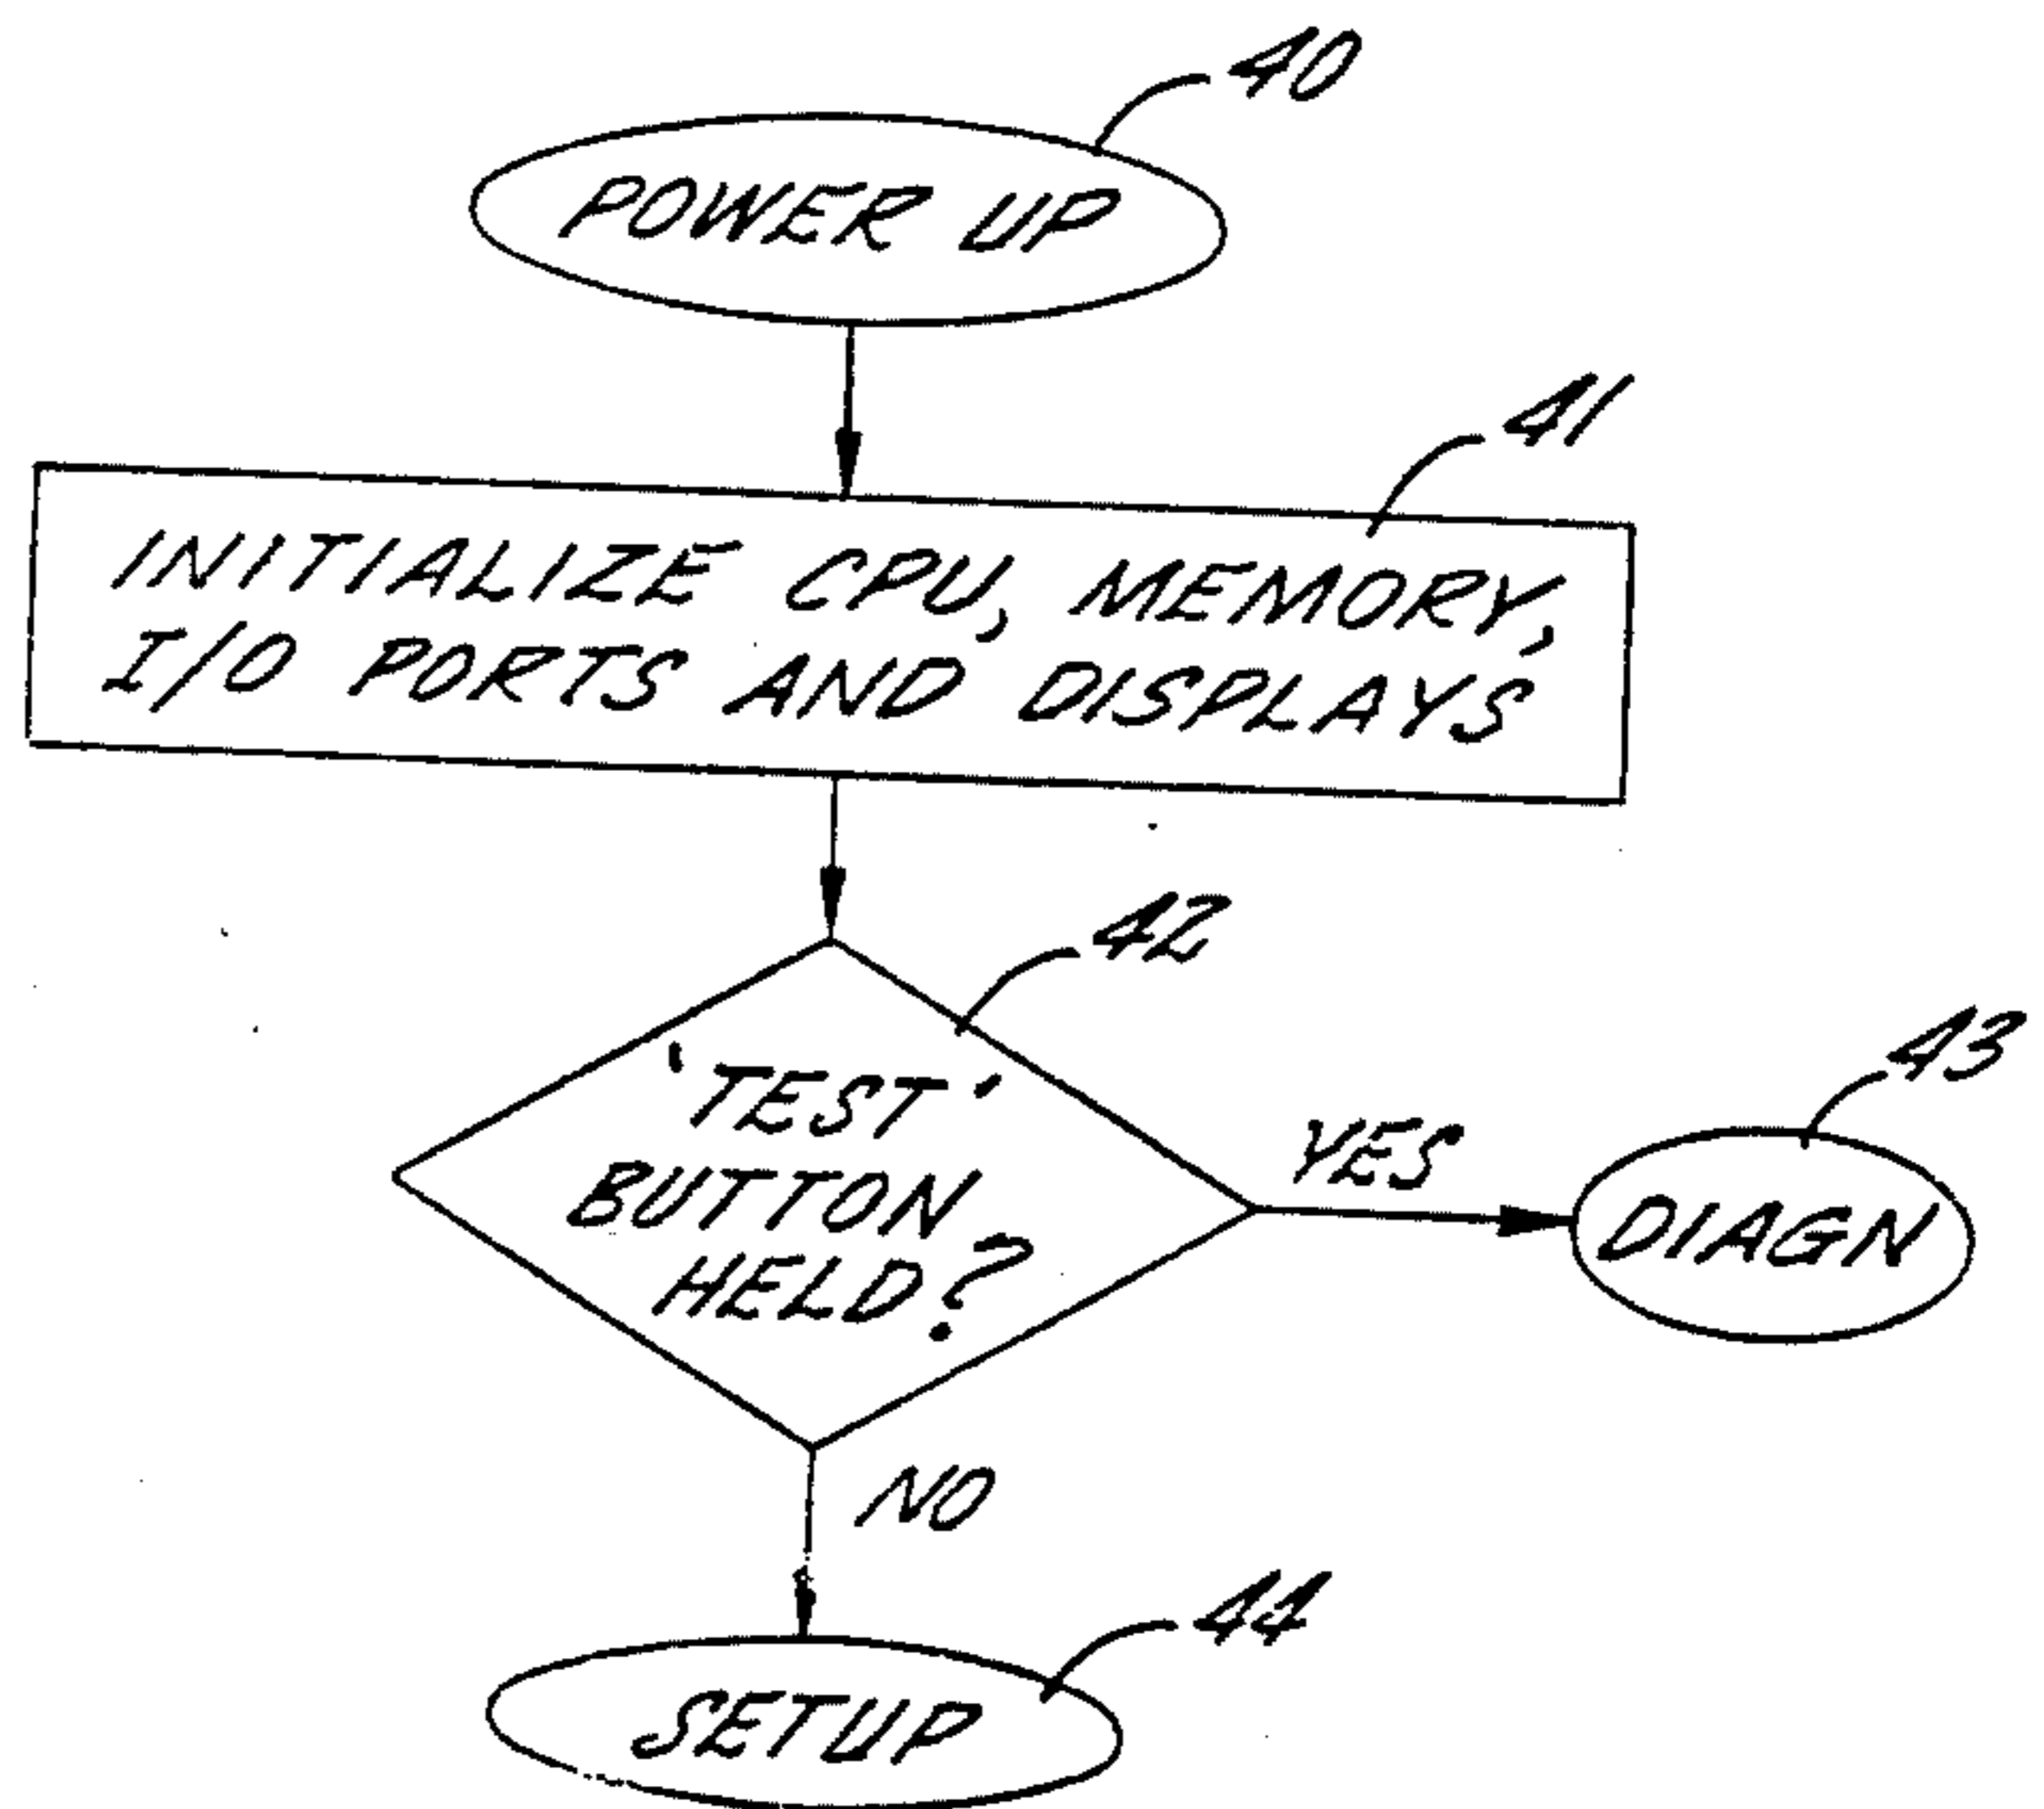 40
POWER UP
41
INITIALIZE CPU, MEMORY,
I/O PORTS AND DISPLAYS
42
'TEST'
BUTTON
HELD?
YES
43
DIAGN
NO
44
SETUP